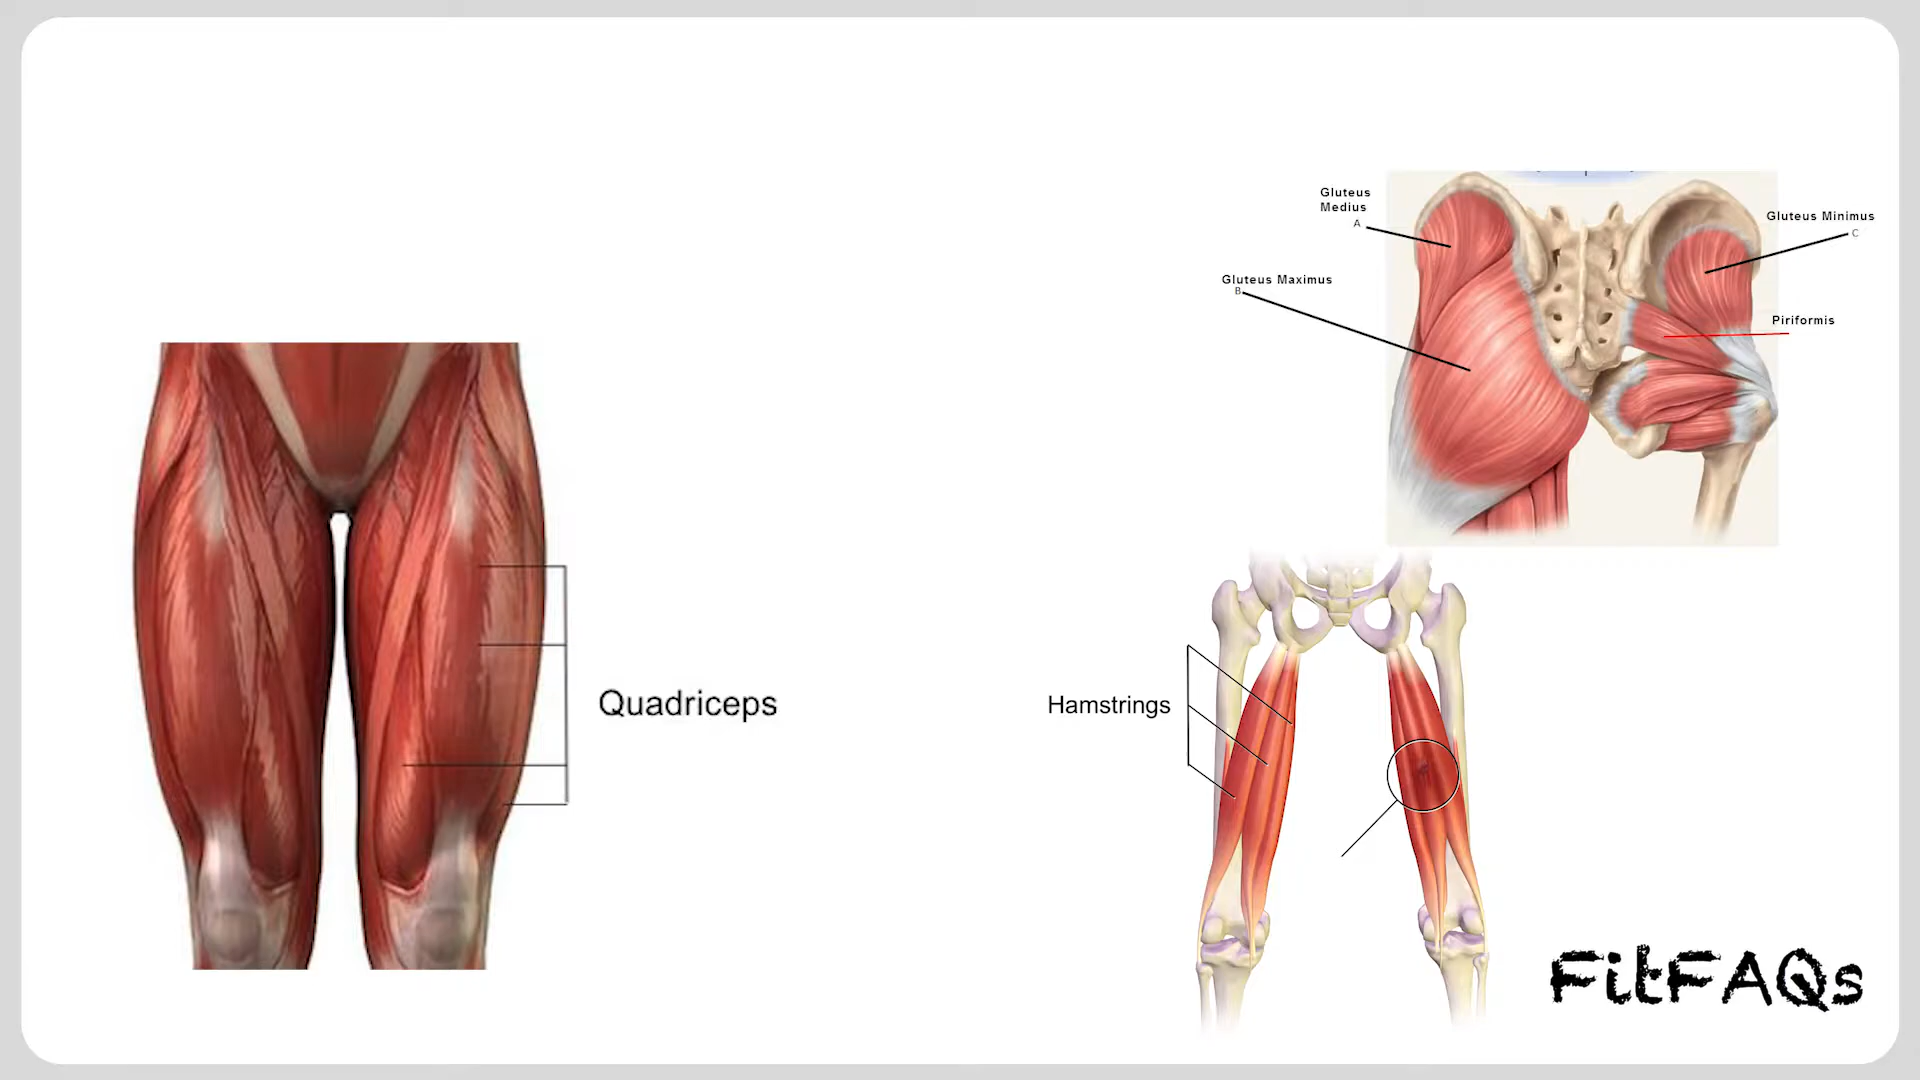 Gluteus
Medius
A
Gluteus Minimus
C
Gluteus Maximus
B
Piriformis
Quadriceps
Hamstrings
FitFAQs